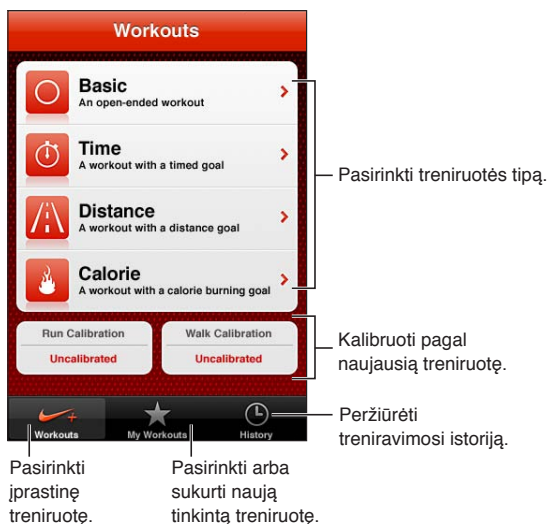 Workouts
Basic
An open-ended workout
Time
A workout with a timed goal
Distance
A workout with a distance goal
Calorie
A workout with a calorie burning goal
Pasirinkti treniruotės tipą.
Run Calibration
Uncalibrated
Walk Calibration
Uncalibrated
Kalibruoti pagal
naujausią treniruotę.
Workouts
My Workouts
History
Peržiūrėti
treniravimosi istoriją.
Pasirinkti
įprastinę
treniruotę.
Pasirinkti arba
sukurti naują
tinkintą treniruotę.